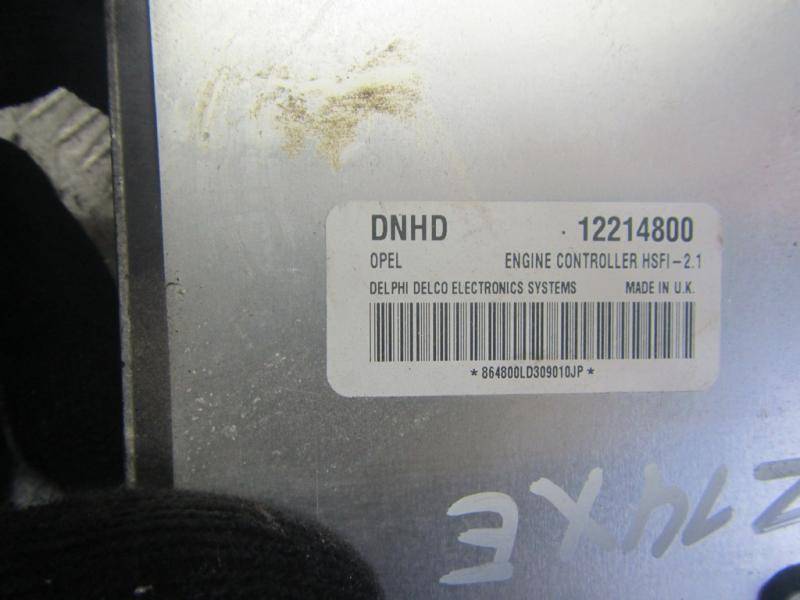 DNHD 12214800
OPEL ENGINE CONTROLLER HSFI-2.1
DELPHI DELCO ELECTRONICS SYSTEMS MADE IN U.K.
*864800LD309010JP*
Z14XE